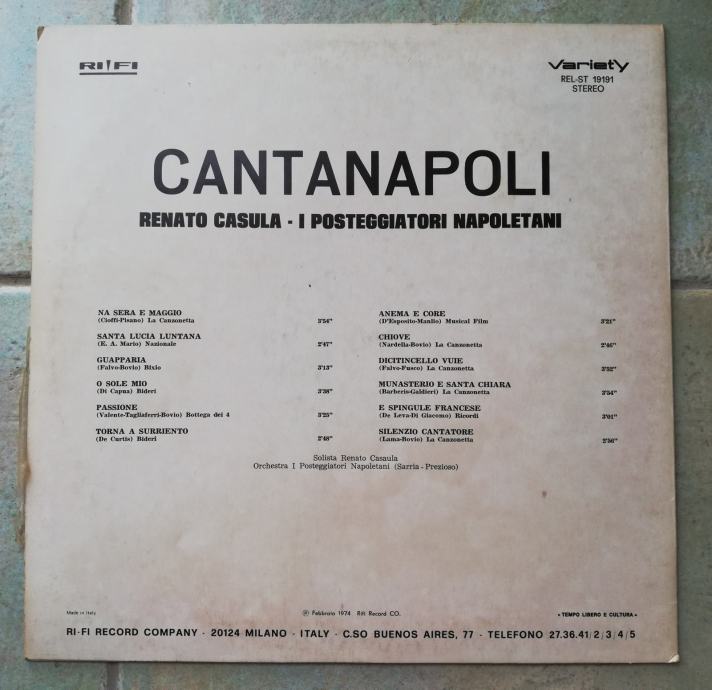 RI-FI
Variety
REL-ST 19191
STEREO
CANTANAPOLI
RENATO CASULA - I POSTEGGIATORI NAPOLETANI
NA SERA E MAGGIO
(Cioffi-Pisano) La Canzonetta 3'54"
SANTA LUCIA LUNTANA
(E. A. Mario) Nazionale 2'47"
GUAPPARIA
(Falvo-Bovio) Bixio 3'13"
O SOLE MIO
(Di Capua) Bideri 3'38"
PASSIONE
(Valente-Tagliaferri-Bovio) Bottega dei 4 3'25"
TORNA A SURRIENTO
(De Curtis) Bideri 2'48"
ANEMA E CORE
(D'Esposito-Manlio) Musical Film 3'21"
CHIOVE
(Nardella-Bovio) La Canzonetta 2'46"
DICITINCELLO VUIE
(Falvo-Fusco) La Canzonetta 3'52"
MUNASTERIO E SANTA CHIARA
(Barberis-Galdieri) La Canzonetta 3'54"
E SPINGULE FRANCESE
(De Leva-Di Giacomo) Ricordi 3'01"
SILENZIO CANTATORE
(Lama-Bovio) La Canzonetta 2'56"
Solista Renato Casaula
Orchestra I Posteggiatori Napoletani (Sarria - Prezioso)
Made in Italy
℗ Febbraio 1974 Rifi Record CO.
• TEMPO LIBERO E CULTURA •
RI-FI RECORD COMPANY - 20124 MILANO - ITALY - C.SO BUENOS AIRES, 77 - TELEFONO 27.36.41/2/3/4/5